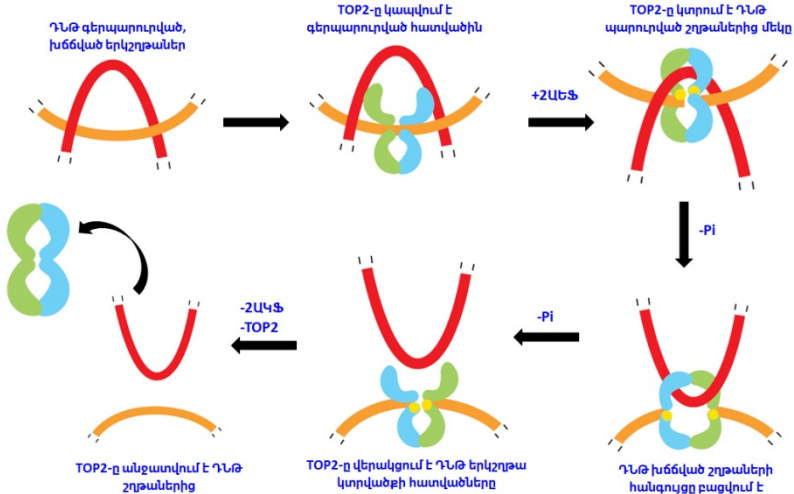 ԴՆԹ գերպարուրված,
խճճված երկշղթաներ
TOP2-ը կապվում է
գերպարուրված հատվածին
TOP2-ը կտրում է ԴՆԹ
պարուրված շղթաներից մեկը
+2ԱԵՖ
-Pi
-2ԱԿՖ
-TOP2
-Pi
TOP2-ը անջատվում է ԴՆԹ
շղթաներից
TOP2-ը վերակցում է ԴՆԹ երկշղթա
կտրվածքի հատվածները
ԴՆԹ խճճված շղթաների
հանգույցը բացվում է